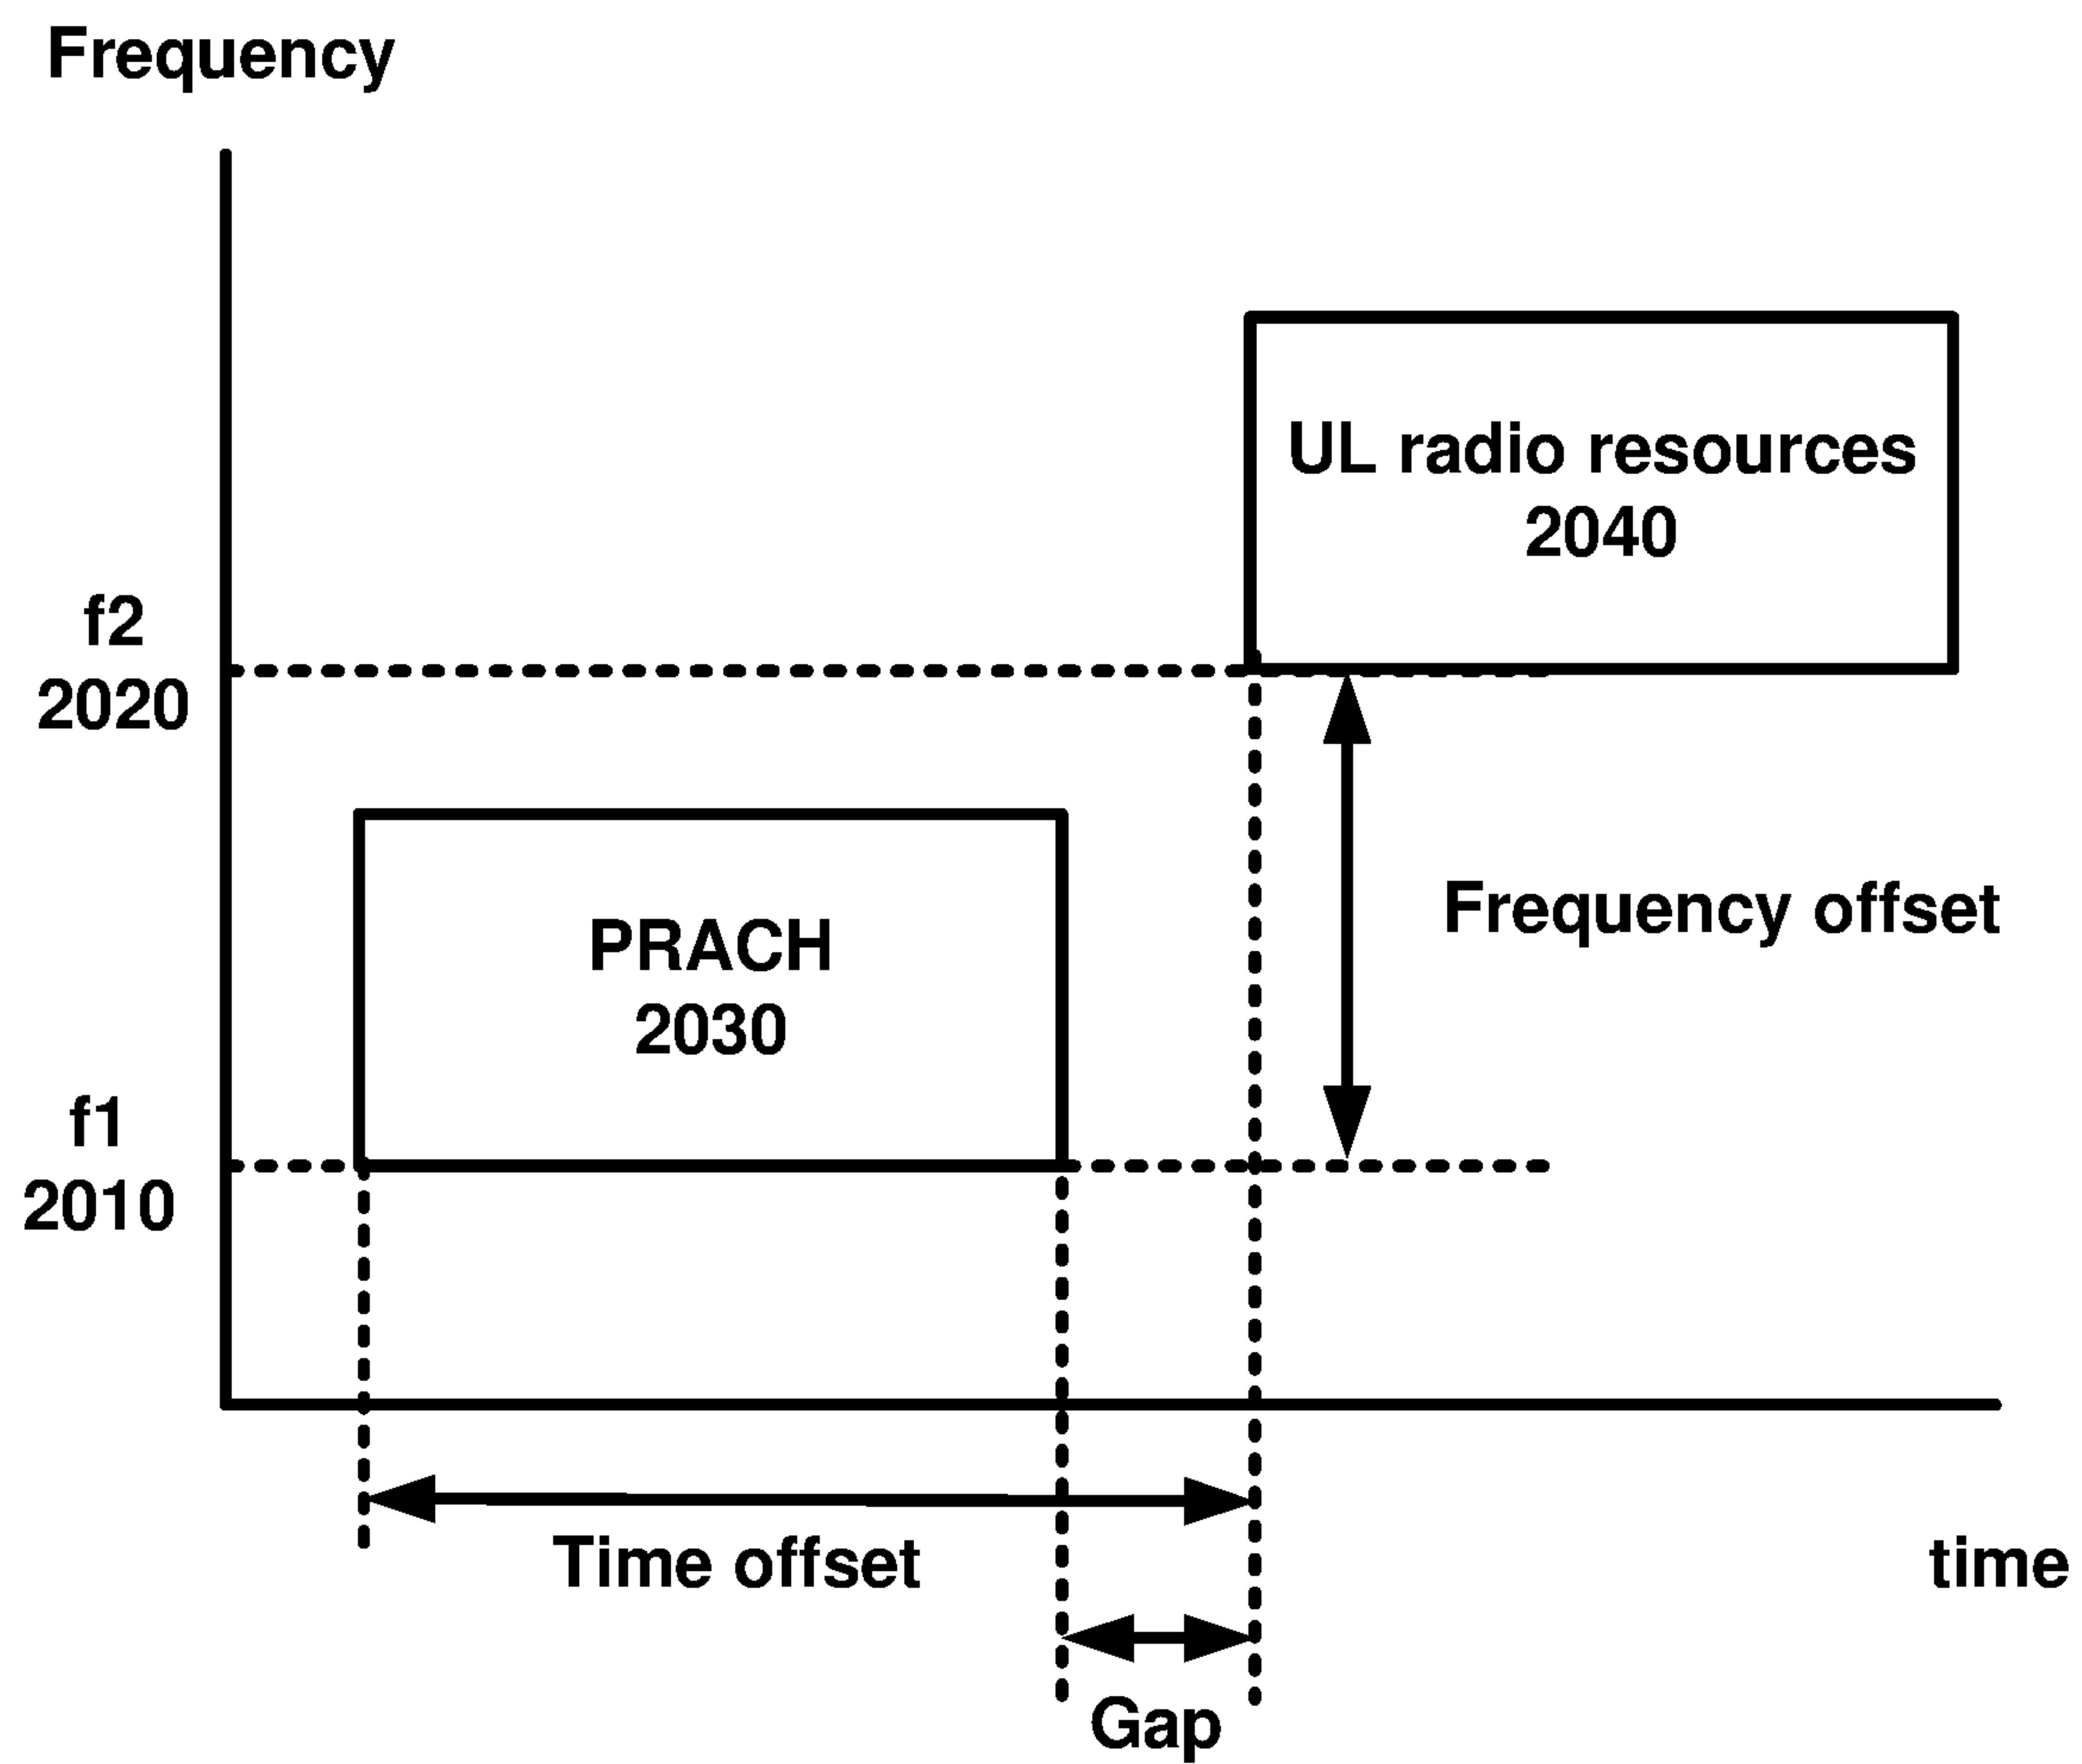 Frequency
UL radio resources
2040
f2
2020
PRACH
2030
Frequency offset
f1
2010
Time offset
time
Gap